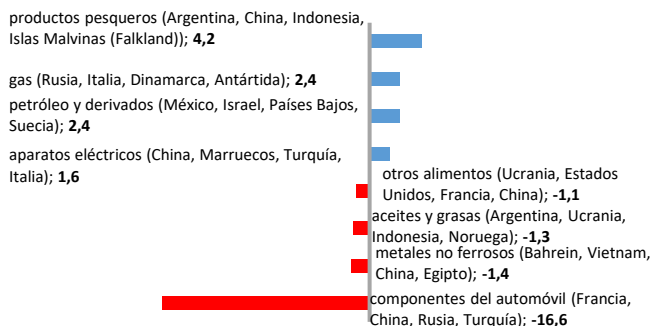 productos pesqueros (Argentina, China, Indonesia,
Islas Malvinas (Falkland)); 4,2
gas (Rusia, Italia, Dinamarca, Antártida); 2,4
petróleo y derivados (México, Israel, Países Bajos,
Suecia); 2,4
aparatos eléctricos (China, Marruecos, Turquía,
Italia); 1,6
otros alimentos (Ucrania, Estados
Unidos, Francia, China); -1,1
aceites y grasas (Argentina, Ucrania,
Indonesia, Noruega); -1,3
metales no ferrosos (Bahrein, Vietnam,
China, Egipto); -1,4
componentes del automóvil (Francia,
China, Rusia, Turquía); -16,6